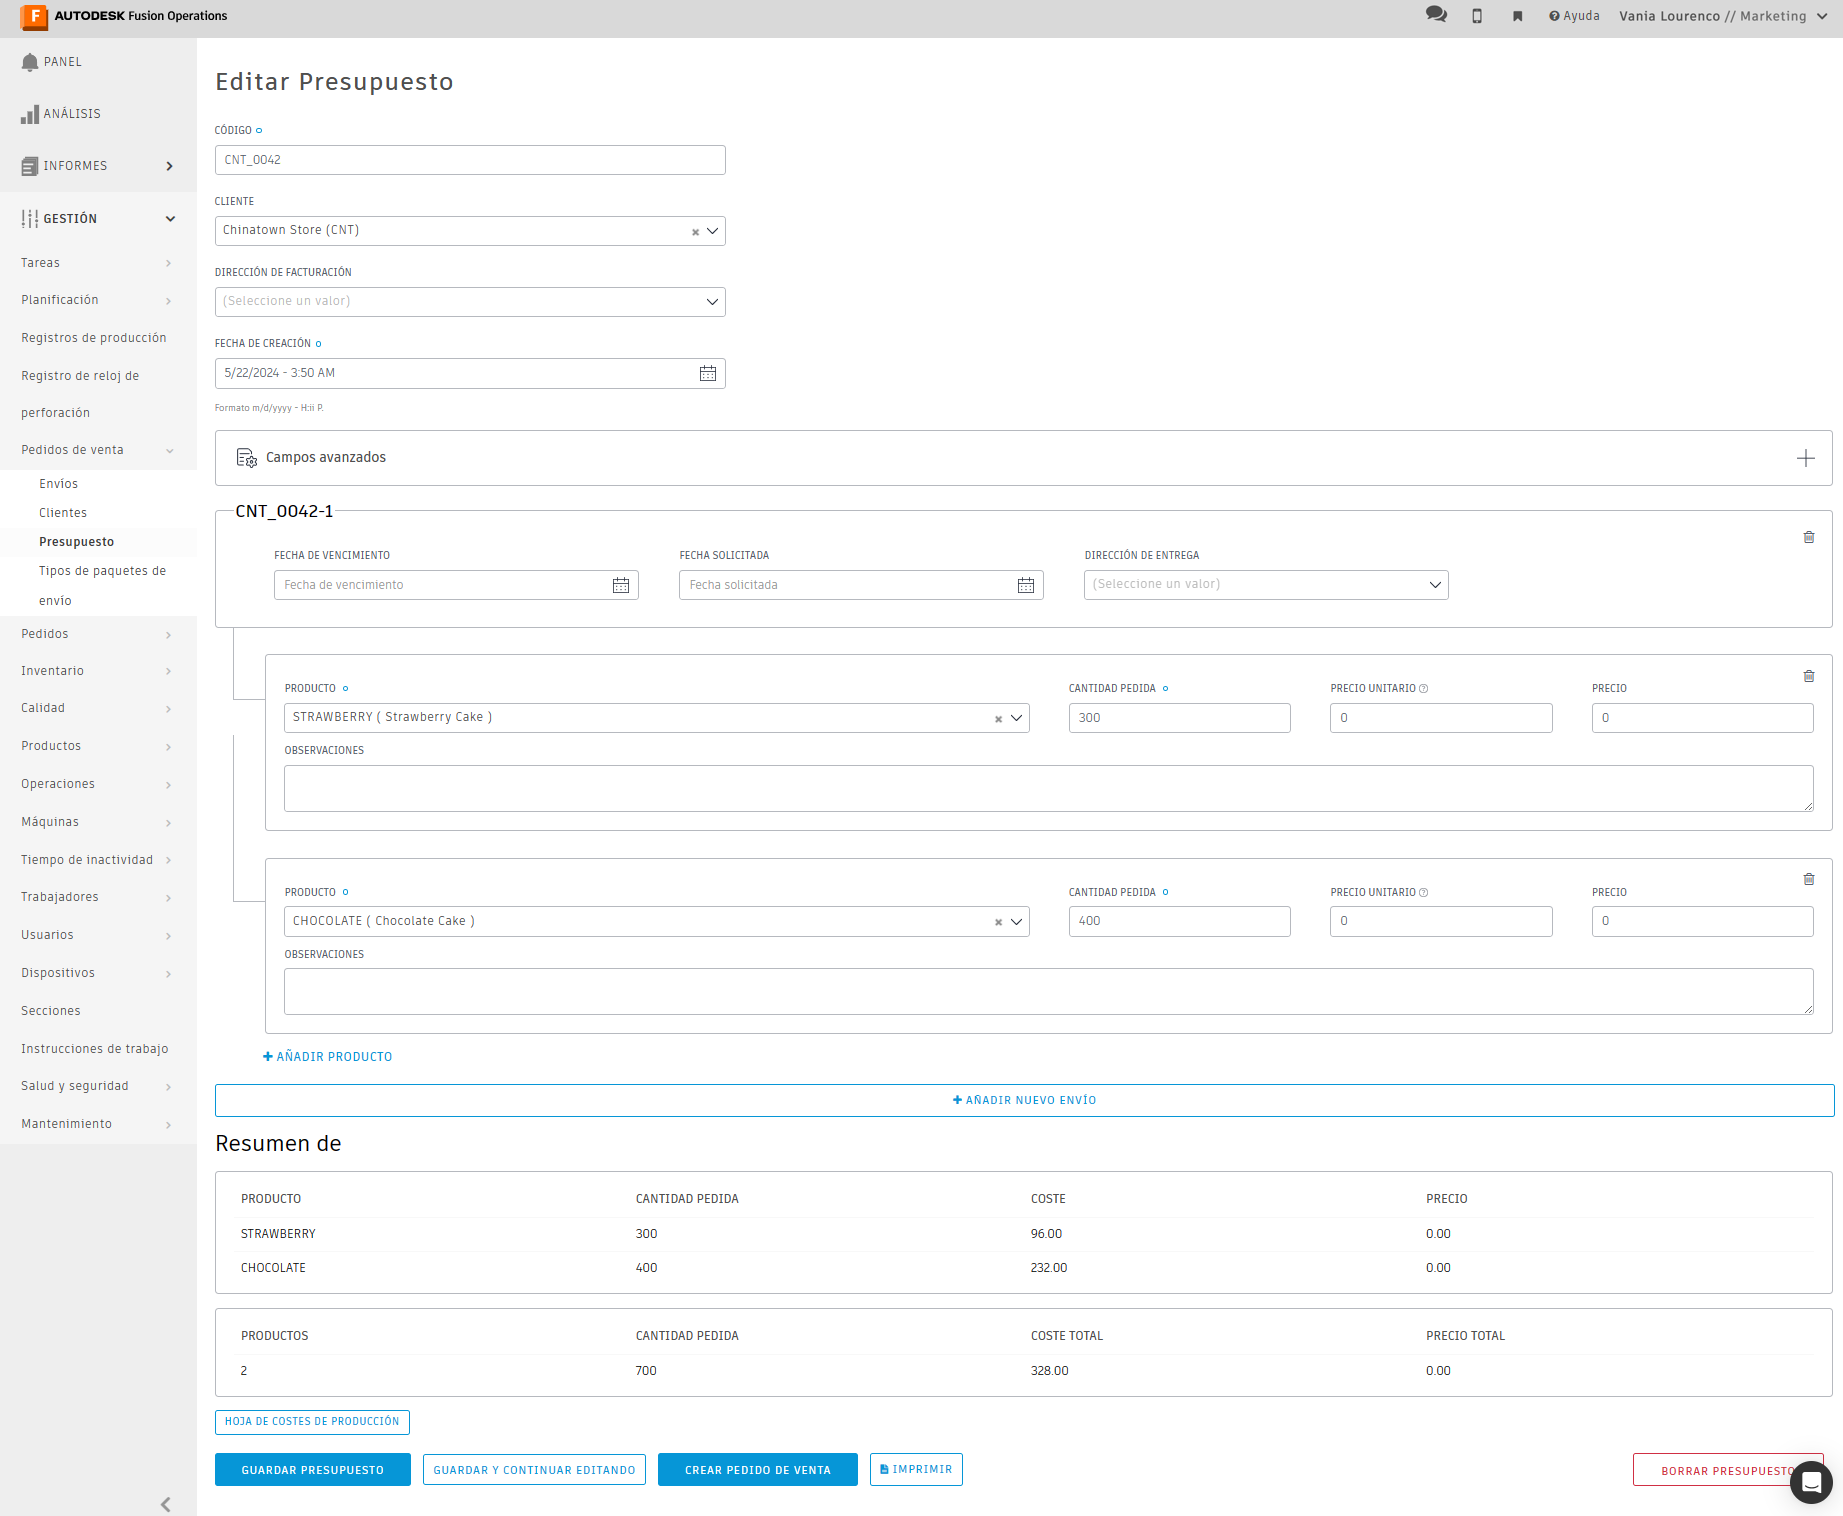 AUTODESK Fusion Operations
Ayuda
Vania Lourenco // Marketing
PANEL
ANÁLISIS
INFORMES
GESTIÓN
Tareas
Planificación
Registros de producción
Registro de reloj de
perforación
Pedidos de venta
Envíos
Clientes
Presupuesto
Tipos de paquetes de
envío
Pedidos
Inventario
Calidad
Productos
Operaciones
Máquinas
Tiempo de inactividad
Trabajadores
Usuarios
Dispositivos
Secciones
Instrucciones de trabajo
Salud y seguridad
Mantenimiento
Editar Presupuesto
CÓDIGO
CNT_0042
CLIENTE
Chinatown Store (CNT)
DIRECCIÓN DE FACTURACIÓN
(Seleccione un valor)
FECHA DE CREACIÓN
5/22/2024 - 3:50 AM
Formato m/d/yyyy - H:ii P.
Campos avanzados
CNT_0042-1
FECHA DE VENCIMIENTO FECHA SOLICITADA DIRECCIÓN DE ENTREGA
Fecha de vencimiento Fecha solicitada (Seleccione un valor)
PRODUCTO CANTIDAD PEDIDA PRECIO UNITARIO PRECIO
STRAWBERRY ( Strawberry Cake ) 300 0 0
OBSERVACIONES
PRODUCTO CANTIDAD PEDIDA PRECIO UNITARIO PRECIO
CHOCOLATE ( Chocolate Cake ) 400 0 0
OBSERVACIONES
+ AÑADIR PRODUCTO
+ AÑADIR NUEVO ENVÍO
Resumen de
PRODUCTO CANTIDAD PEDIDA COSTE PRECIO
STRAWBERRY 300 96.00 0.00
CHOCOLATE 400 232.00 0.00
PRODUCTOS CANTIDAD PEDIDA COSTE TOTAL PRECIO TOTAL
2 700 328.00 0.00
HOJA DE COSTES DE PRODUCCIÓN
GUARDAR PRESUPUESTO GUARDAR Y CONTINUAR EDITANDO CREAR PEDIDO DE VENTA IMPRIMIR BORRAR PRESUPUESTO